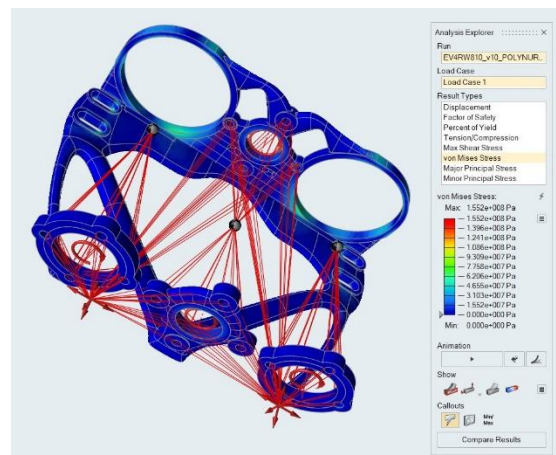 Analysis Explorer
Run
EV4RW810_v10_POLYNUR...
Load Case
Load Case 1
Result Types
Displacement
Factor of Safety
Percent of Yield
Tension/Compression
Max Shear Stress
von Mises Stress
Major Principal Stress
Minor Principal Stress
von Mises Stress:
Max: 1.552e+008 Pa
1.552e+008 Pa
1.396e+008 Pa
1.241e+008 Pa
1.086e+008 Pa
9.309e+007 Pa
7.758e+007 Pa
6.206e+007 Pa
4.655e+007 Pa
3.103e+007 Pa
1.552e+007 Pa
0.000e+000 Pa
Min: 0.000e+000 Pa
Animation
Show
Callouts
Min/
Max
Compare Results